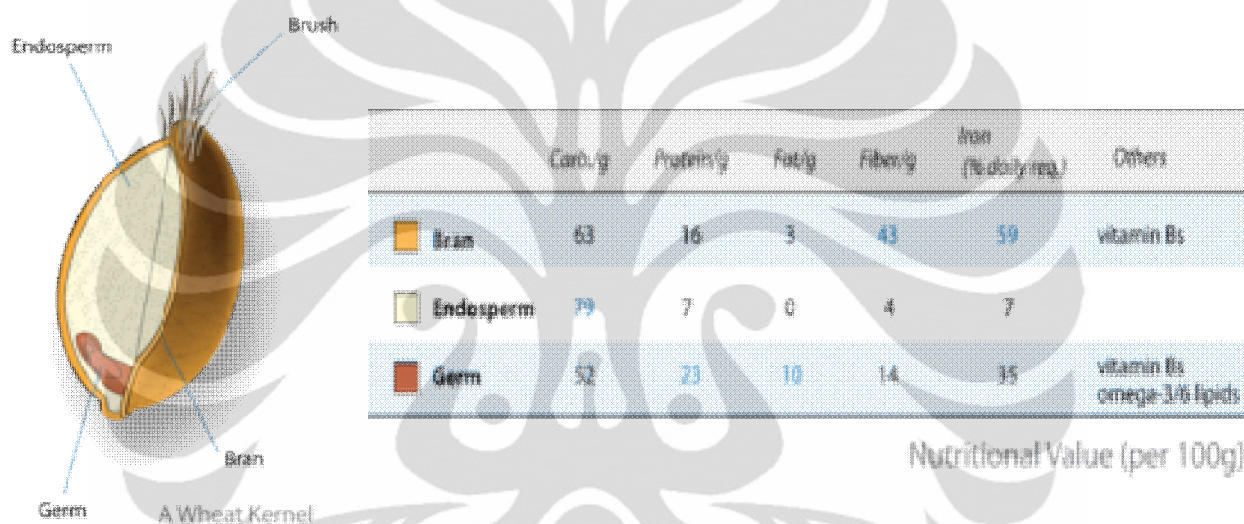 Brush
Endosperm
Iron
Carb./g Protein/g Fat/g Fiber/g (% daily req.) Others
Bran 63 16 3 43 59 vitamin Bs
Endosperm 79 7 0 4 7
Germ 52 23 10 14 35 vitamin Bs
omega-3/6 lipids
Nutritional Value (per 100g)
Bran
Germ
A Wheat Kernel